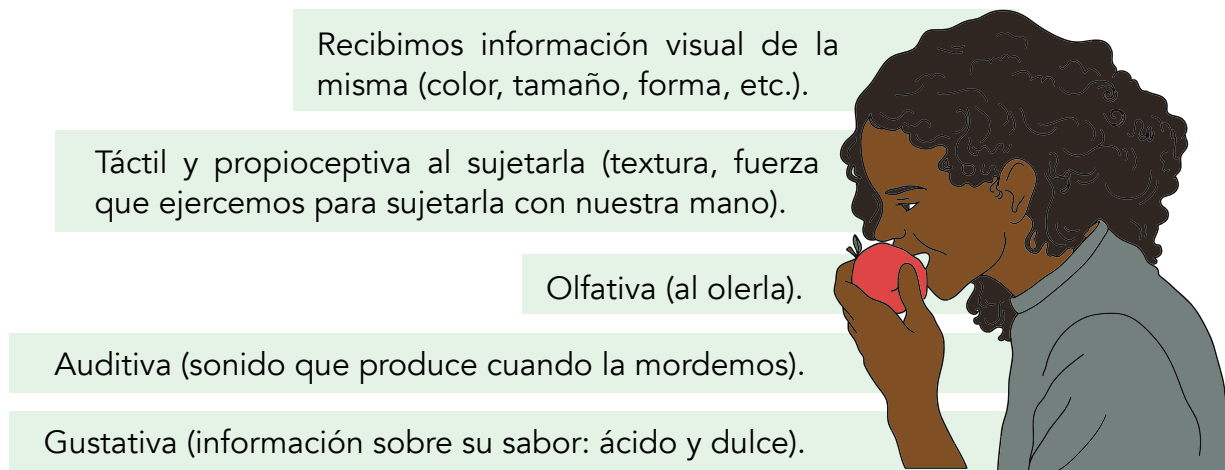 Recibimos información visual de la
misma (color, tamaño, forma, etc.).
Táctil y propioceptiva al sujetarla (textura, fuerza
que ejercemos para sujetarla con nuestra mano).
Olfativa (al olerla).
Auditiva (sonido que produce cuando la mordemos).
Gustativa (información sobre su sabor: ácido y dulce).